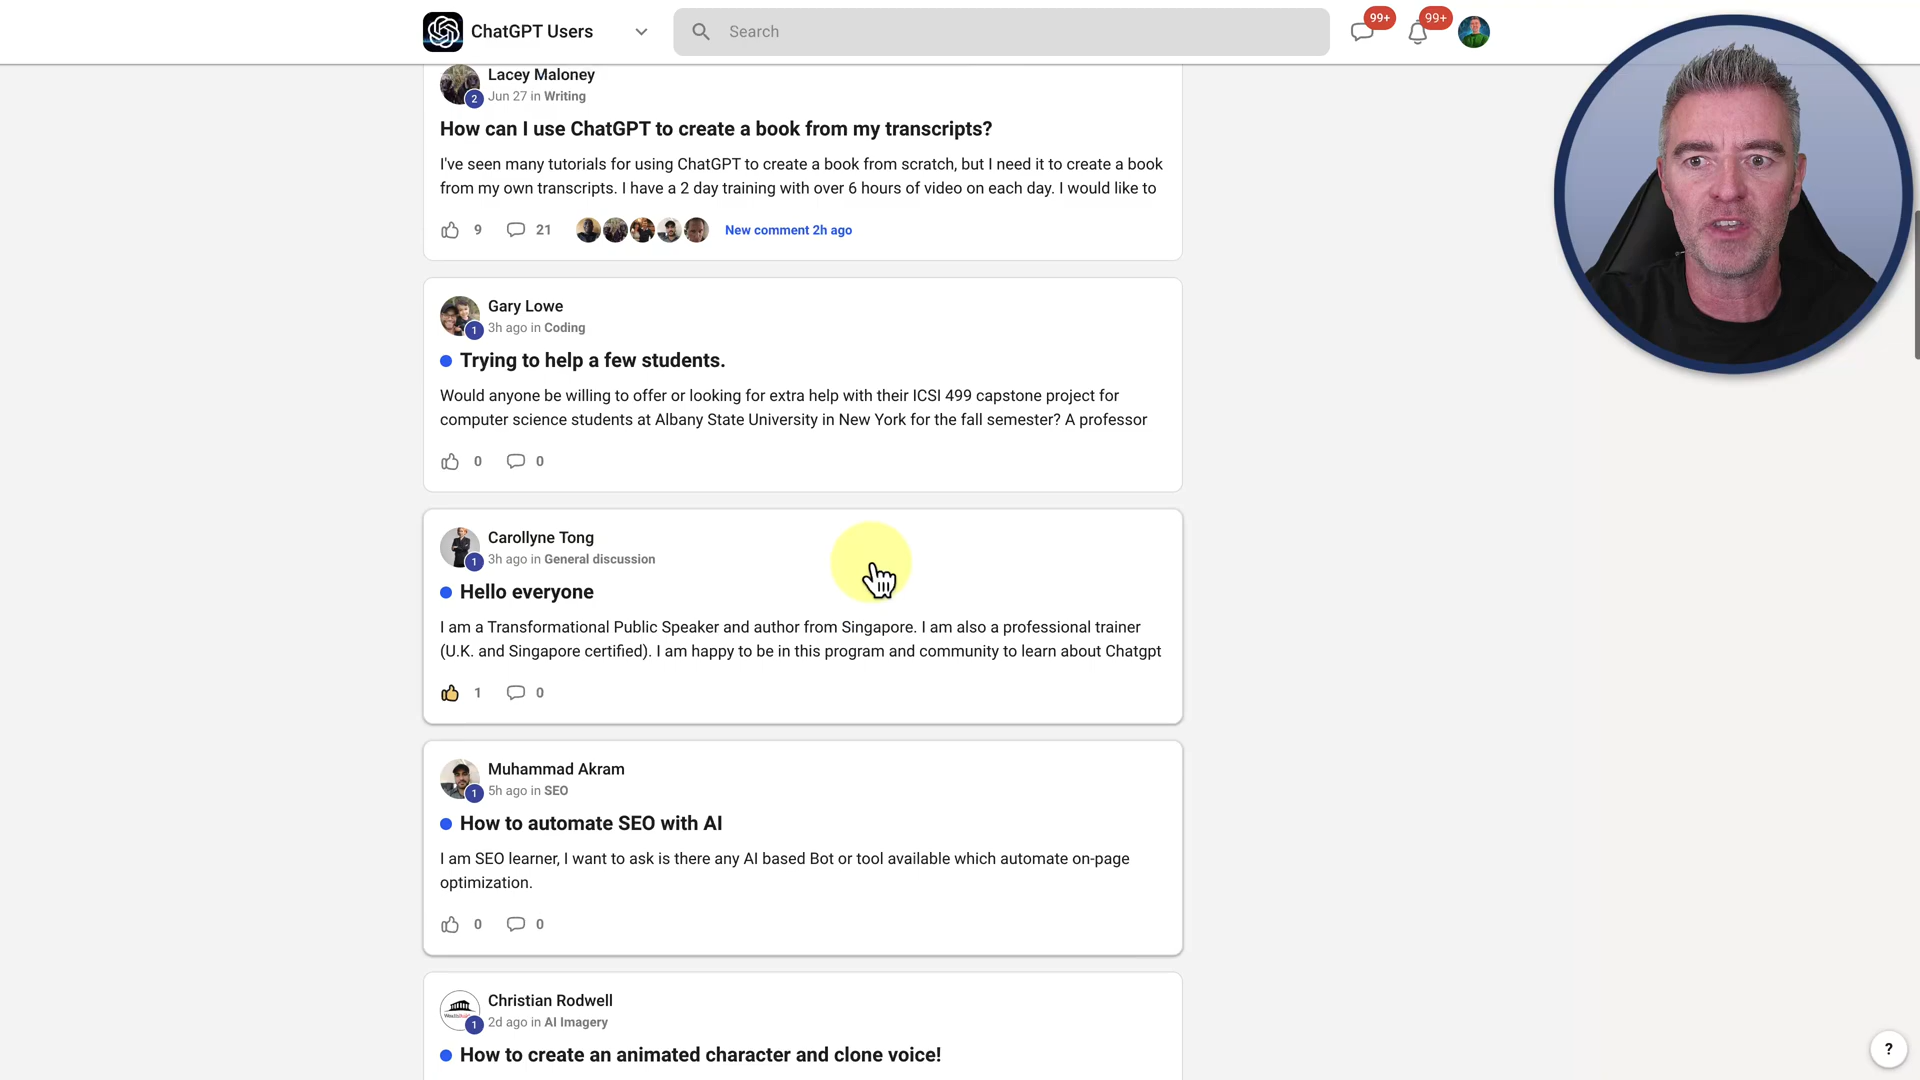 ChatGPT Users
Search
99+
99+
Lacey Maloney
2
Jun 27 in Writing
How can I use ChatGPT to create a book from my transcripts?
I've seen many tutorials for using ChatGPT to create a book from scratch, but I need it to create a book
from my own transcripts. I have a 2 day training with over 6 hours of video on each day. I would like to
9
21
New comment 2h ago
Gary Lowe
1
3h ago in Coding
Trying to help a few students.
Would anyone be willing to offer or looking for extra help with their ICSI 499 capstone project for
computer science students at Albany State University in New York for the fall semester? A professor
0
0
Carollyne Tong
1
3h ago in General discussion
Hello everyone
I am a Transformational Public Speaker and author from Singapore. I am also a professional trainer
(U.K. and Singapore certified). I am happy to be in this program and community to learn about Chatgpt
1
0
Muhammad Akram
1
5h ago in SEO
How to automate SEO with AI
I am SEO learner, I want to ask is there any AI based Bot or tool available which automate on-page
optimization.
0
0
Christian Rodwell
1
2d ago in AI Imagery
How to create an animated character and clone voice!
?